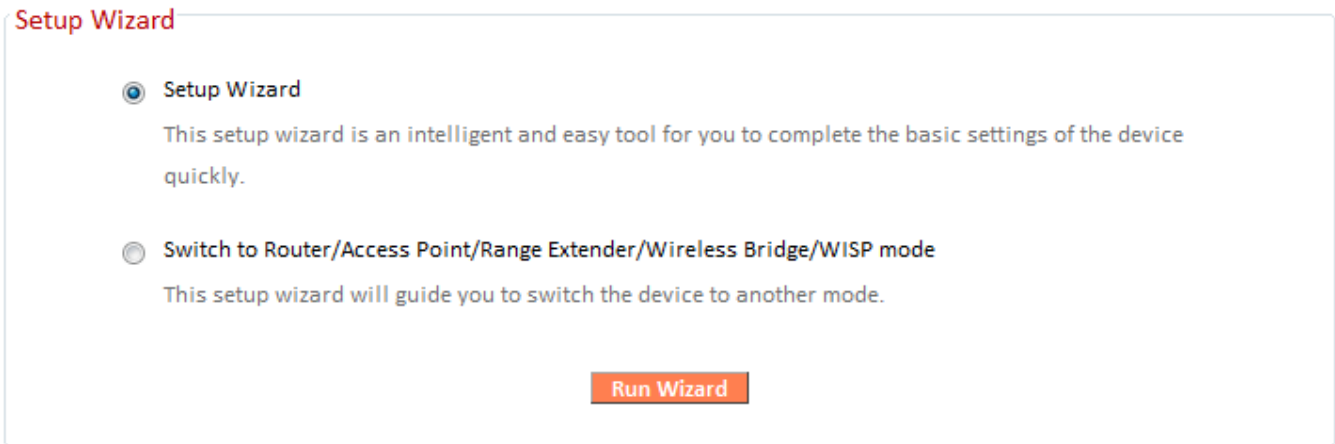 Setup Wizard
Setup Wizard
This setup wizard is an intelligent and easy tool for you to complete the basic settings of the device
quickly.
Switch to Router/Access Point/Range Extender/Wireless Bridge/WISP mode
This setup wizard will guide you to switch the device to another mode.
Run Wizard